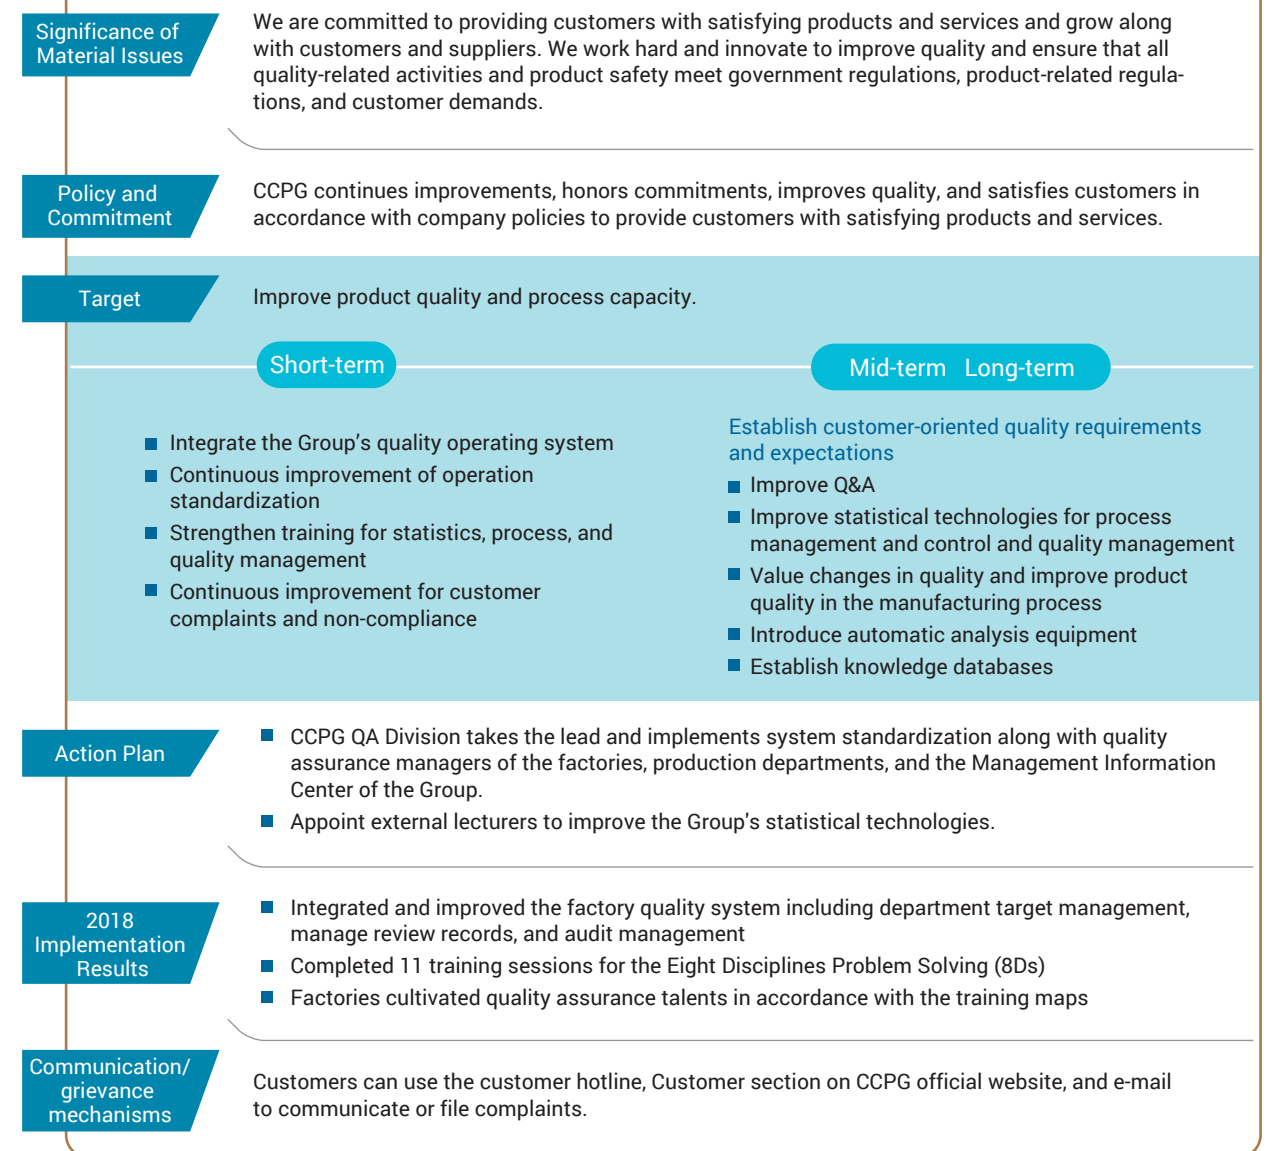 Significance of
Material Issues
We are committed to providing customers with satisfying products and services and grow along
with customers and suppliers. We work hard and innovate to improve quality and ensure that all
quality-related activities and product safety meet government regulations, product-related regula-
tions, and customer demands.
Policy and
Commitment
CCPG continues improvements, honors commitments, improves quality, and satisfies customers in
accordance with company policies to provide customers with satisfying products and services.
Target
Improve product quality and process capacity.
Short-term
Integrate the Group's quality operating system
Continuous improvement of operation
standardization
Strengthen training for statistics, process, and
quality management
Continuous improvement for customer
complaints and non-compliance
Mid-term Long-term
Establish customer-oriented quality requirements
and expectations
Improve Q&A
Improve statistical technologies for process
management and control and quality management
Value changes in quality and improve product
quality in the manufacturing process
Introduce automatic analysis equipment
Establish knowledge databases
Action Plan
CCPG QA Division takes the lead and implements system standardization along with quality
assurance managers of the factories, production departments, and the Management Information
Center of the Group.
Appoint external lecturers to improve the Group's statistical technologies.
2018
Implementation
Results
Integrated and improved the factory quality system including department target management,
manage review records, and audit management
Completed 11 training sessions for the Eight Disciplines Problem Solving (8Ds)
Factories cultivated quality assurance talents in accordance with the training maps
Communication/
grievance
mechanisms
Customers can use the customer hotline, Customer section on CCPG official website, and e-mail
to communicate or file complaints.